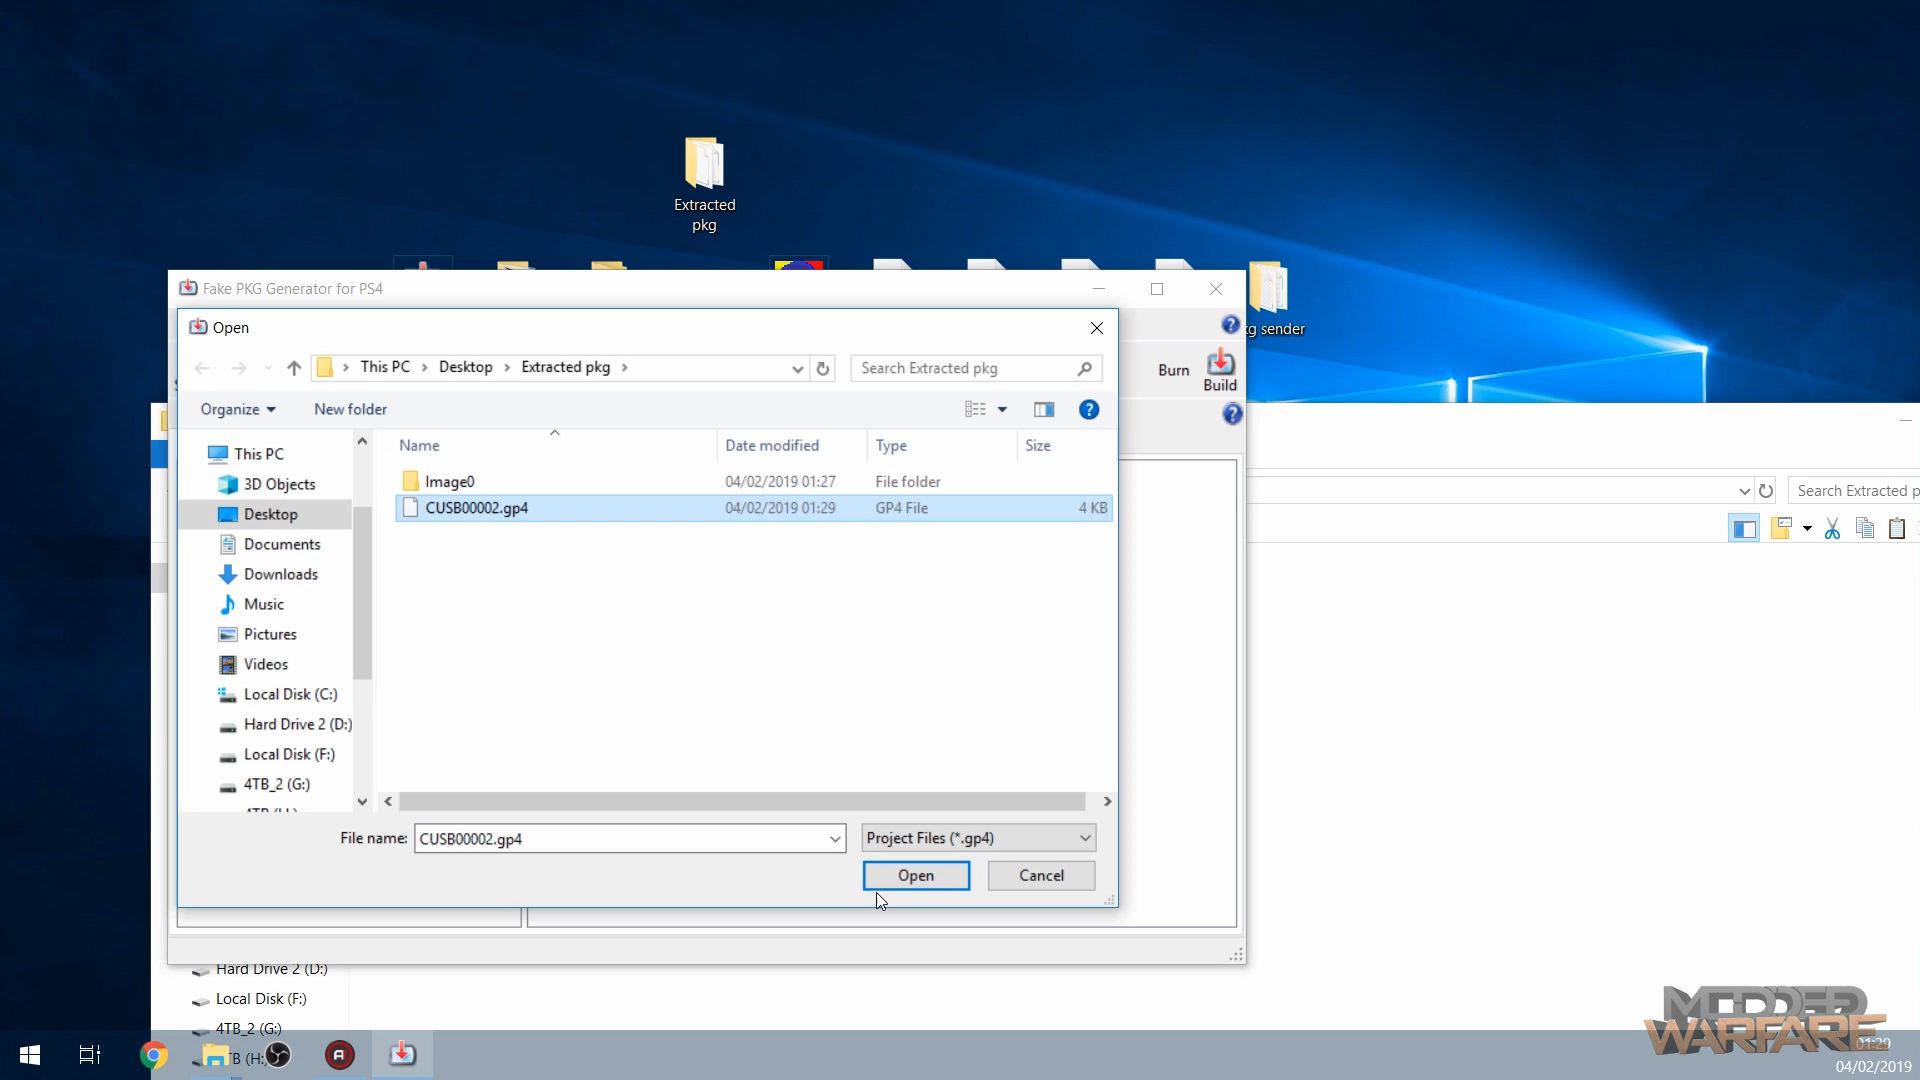 Extracted
pkg
Fake PKG Generator for PS4
kg sender
Open
This PC
Desktop
Extracted pkg
Search Extracted pkg
Burn
Build
Organize
New folder
Name
Date modified
Type
Size
This PC
3D Objects
Desktop
Documents
Downloads
Music
Pictures
Videos
Local Disk (C:)
Hard Drive 2 (D:)
Local Disk (F:)
4TB_2 (G:)
Image0
04/02/2019 01:27
File folder
CUSB00002.gp4
04/02/2019 01:29
GP4 File
4 KB
Search Extracted p
File name:
CUSB00002.gp4
Project Files (*.gp4)
Open
Cancel
Hard Drive 2 (D:)
Local Disk (F:)
4TB_2 (G:)
TB (H:
MODDED
WARFARE
01:29
04/02/2019